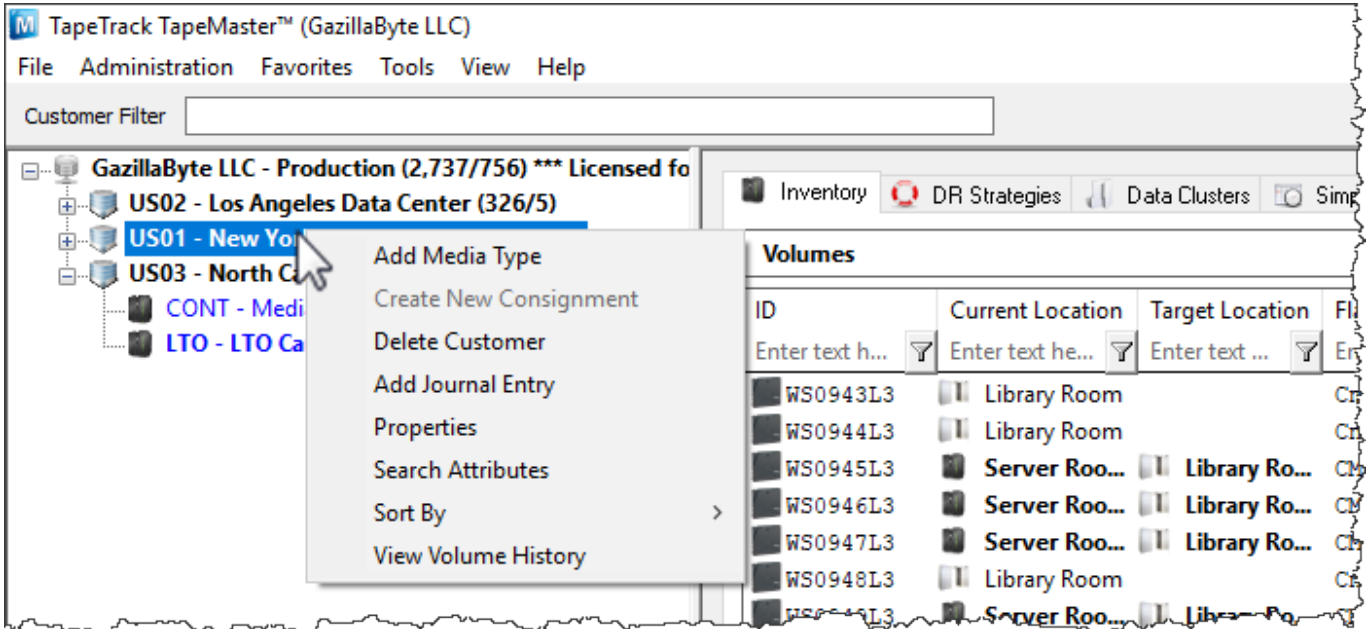 TapeTrack TapeMaster™ (GazillaByte LLC)
File Administration Favorites Tools View Help
Customer Filter
GazillaByte LLC - Production (2,737/756) *** Licensed fo
US02 - Los Angeles Data Center (326/5)
US01 - New Yo
US03 - North Ca
CONT - Medi
LTO - LTO Ca
Add Media Type
Create New Consignment
Delete Customer
Add Journal Entry
Properties
Search Attributes
Sort By >
View Volume History
Inventory DR Strategies Data Clusters Simp
Volumes
ID Current Location Target Location
Enter text h... Enter text he... Enter text ...
WS0943L3 Library Room
WS0944L3 Library Room
WS0945L3 Server Roo... Library Ro...
WS0946L3 Server Roo... Library Ro...
WS0947L3 Server Roo... Library Ro...
WS0948L3 Library Room
Server Roo...